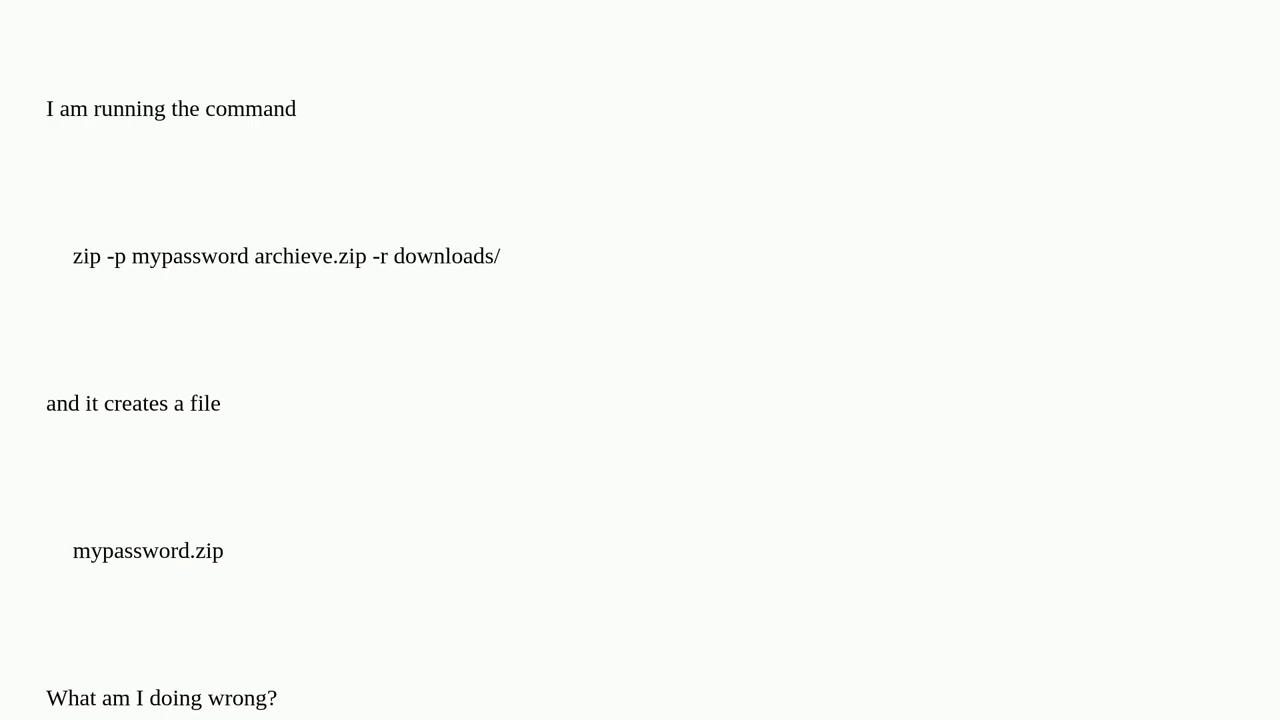 I am running the command
zip -p mypassword archieve.zip -r downloads/
and it creates a file
mypassword.zip
What am I doing wrong?